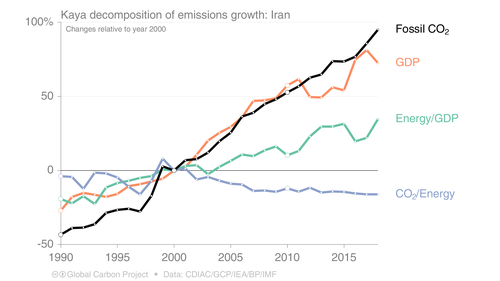 Kaya decomposition of emissions growth: Iran
100%
Changes relative to year 2000
Fossil CO₂
GDP
50
Energy/GDP
0
CO₂/Energy
-50
1990 1995 2000 2005 2010 2015
Global Carbon Project • Data: CDIAC/GCP/IEA/BP/IMF